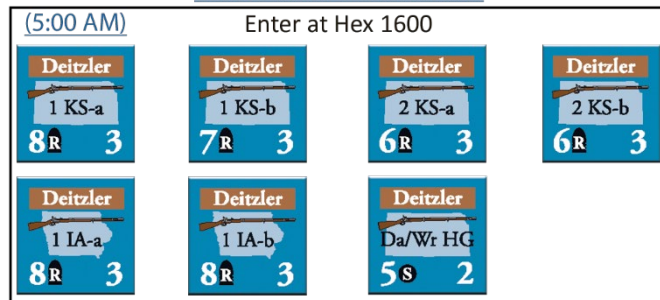 (5:00 AM) Enter at Hex 1600
Deitzler Deitzler Deitzler Deitzler
1 KS-a 1 KS-b 2 KS-a 2 KS-b
8 R 3 7 R 3 6 R 3 6 R 3
Deitzler Deitzler Deitzler
1 IA-a 1 IA-b Da/Wr HG
8 R 3 8 R 3 5 S 2